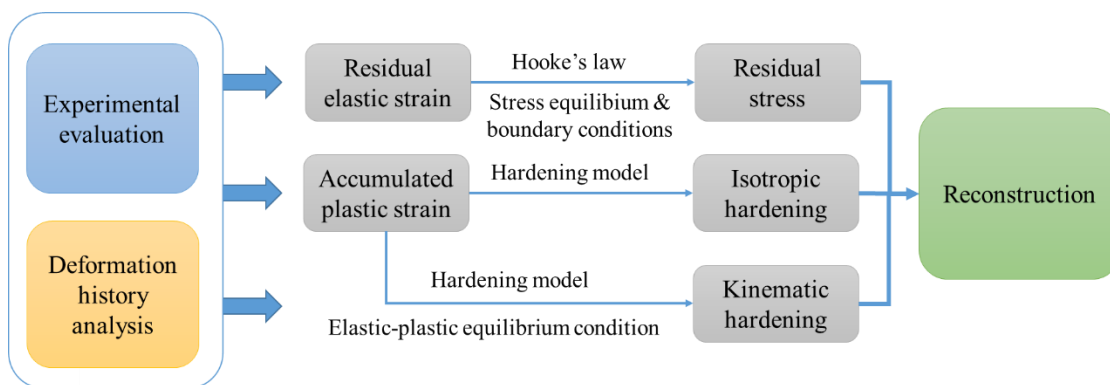 Experimental
evaluation
Deformation
history
analysis
Residual
elastic strain
Hooke’s law
Stress equilibium &
boundary conditions
Residual
stress
Accumulated
plastic strain
Hardening model
Isotropic
hardening
Hardening model
Elastic-plastic equilibrium condition
Kinematic
hardening
Reconstruction